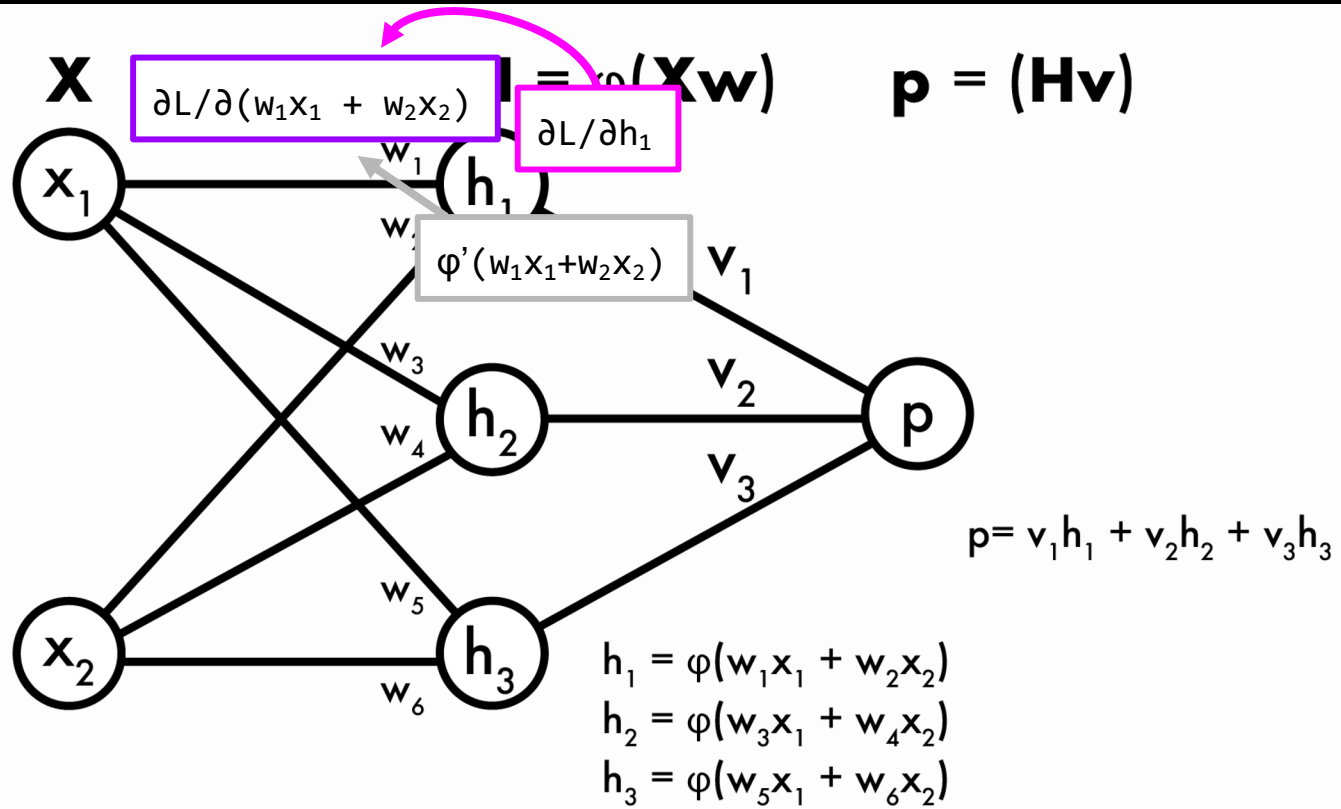 X
∂L/∂(w₁x₁ + w₂x₂)
= φ(Xw)
p = (Hv)
∂L/∂h₁
x₁
w₁
h₁
w₂
φ’(w₁x₁+w₂x₂)
v₁
w₃
v₂
h₂
p
w₄
v₃
p= v₁h₁ + v₂h₂ + v₃h₃
w₅
x₂
h₃
w₆
h₁ = φ(w₁x₁ + w₂x₂)
h₂ = φ(w₃x₁ + w₄x₂)
h₃ = φ(w₅x₁ + w₆x₂)